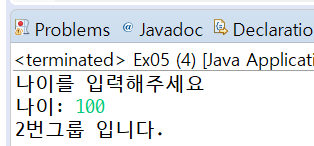 Problems @ Javadoc Declaratio
<terminated> Ex05 (4) [Java Applicati
나이를 입력해주세요
나이: 100
2번그룹 입니다.